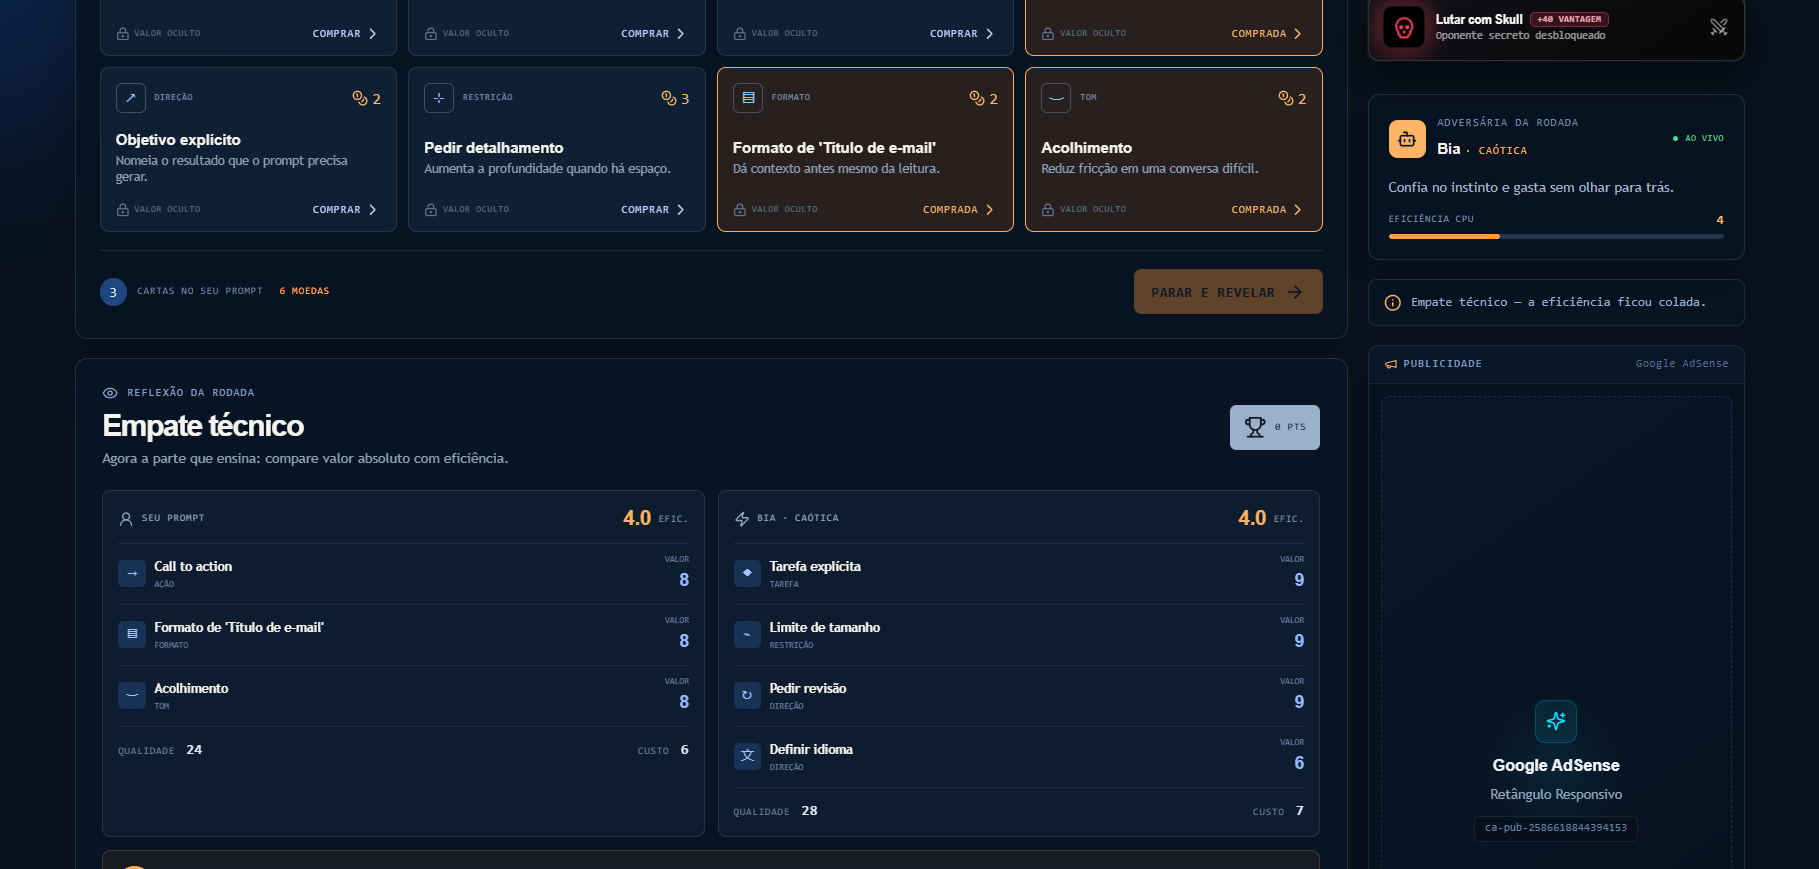 VALOR OCULTO
COMPRAR
VALOR OCULTO
COMPRAR
VALOR OCULTO
COMPRAR
VALOR OCULTO
COMPRADA
DIREÇÃO
2
Objetivo explícito
Nomeia o resultado que o prompt precisa
gerar.
VALOR OCULTO
COMPRAR
RESTRIÇÃO
3
Pedir detalhamento
Aumenta a profundidade quando há espaço.
VALOR OCULTO
COMPRAR
FORMATO
2
Formato de 'Título de e-mail'
Dá contexto antes mesmo da leitura.
VALOR OCULTO
COMPRADA
TOM
2
Acolhimento
Reduz fricção em uma conversa difícil.
VALOR OCULTO
COMPRADA
3
CARTAS NO SEU PROMPT
6 MOEDAS
PARAR E REVELAR
REFLEXÃO DA RODADA
Empate técnico
Agora a parte que ensina: compare valor absoluto com eficiência.
0 PTS
SEU PROMPT
4.0 EFIC.
Call to action
AÇÃO
VALOR
8
Formato de 'Título de e-mail'
FORMATO
VALOR
8
Acolhimento
TOM
VALOR
8
QUALIDADE 24
CUSTO 6
BIA · CAÓTICA
4.0 EFIC.
Tarefa explícita
TAREFA
VALOR
9
Limite de tamanho
RESTRIÇÃO
VALOR
9
Pedir revisão
DIREÇÃO
VALOR
9
文
Definir idioma
DIREÇÃO
VALOR
6
QUALIDADE 28
CUSTO 7
Lutar com Skull
+40 VANTAGEM
Oponente secreto desbloqueado
ADVERSÁRIA DA RODADA
Bia · CAÓTICA
AO VIVO
Confia no instinto e gasta sem olhar para trás.
EFICIÊNCIA CPU
4
Empate técnico — a eficiência ficou colada.
PUBLICIDADE
Google AdSense
Google AdSense
Retângulo Responsivo
ca-pub-2586618844394153